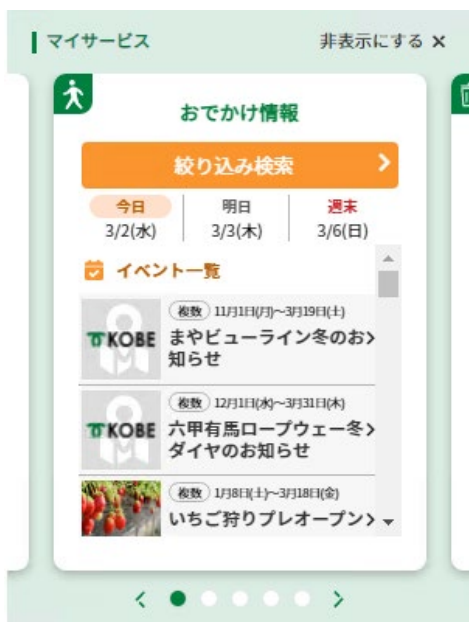 マイサービス
非表示にする ×
おでかけ情報
絞り込み検索
今日
明日
週末
3/2(水)
3/3(木)
3/6(日)
イベント一覧
複数 11月1日(月)~3月19日(土)
KOBE
まやビューライン冬のお
知らせ
複数 12月1日(水)~3月31日(木)
KOBE
六甲有馬ロープウェー冬
ダイヤのお知らせ
複数 1月8日(土)~3月18日(金)
いちご狩りプレオープン